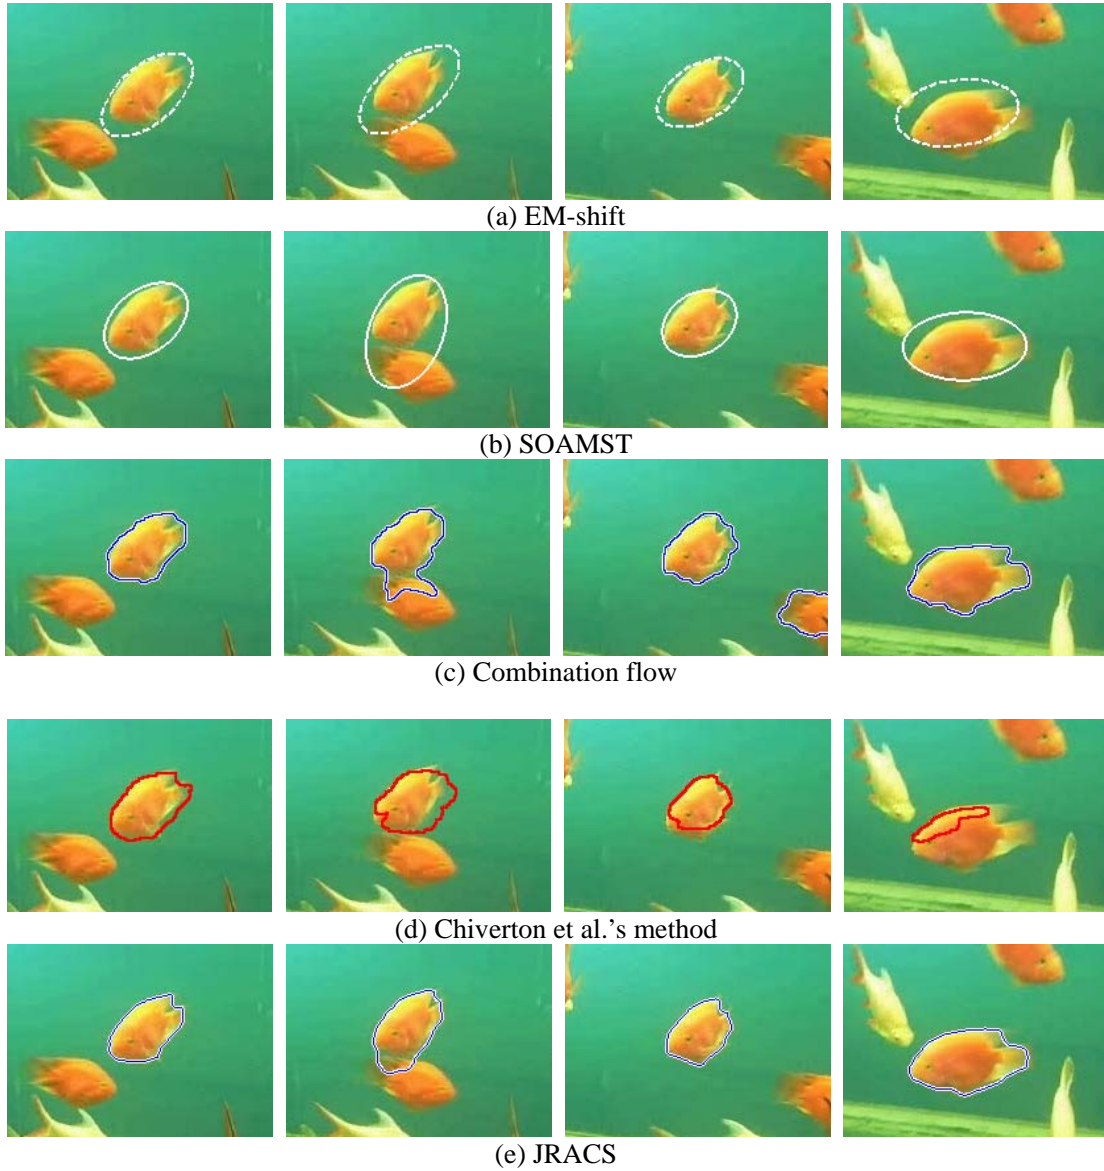 (a) EM-shift
(b) SOAMST
(c) Combination flow
(d) Chiverton et al.'s method
(e) JRACS